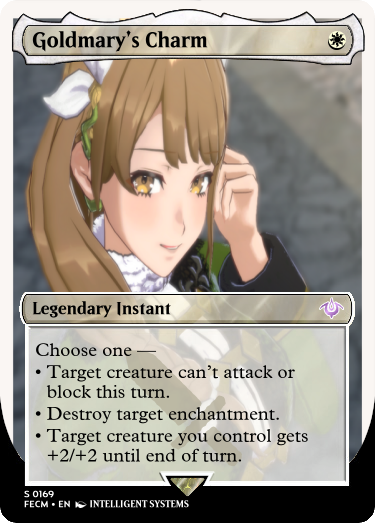 Goldmary's Charm
Legendary Instant
Choose one —
• Target creature can't attack or
block this turn.
• Destroy target enchantment.
• Target creature you control gets
+2/+2 until end of turn.
S 0169
FECM • EN INTELLIGENT SYSTEMS